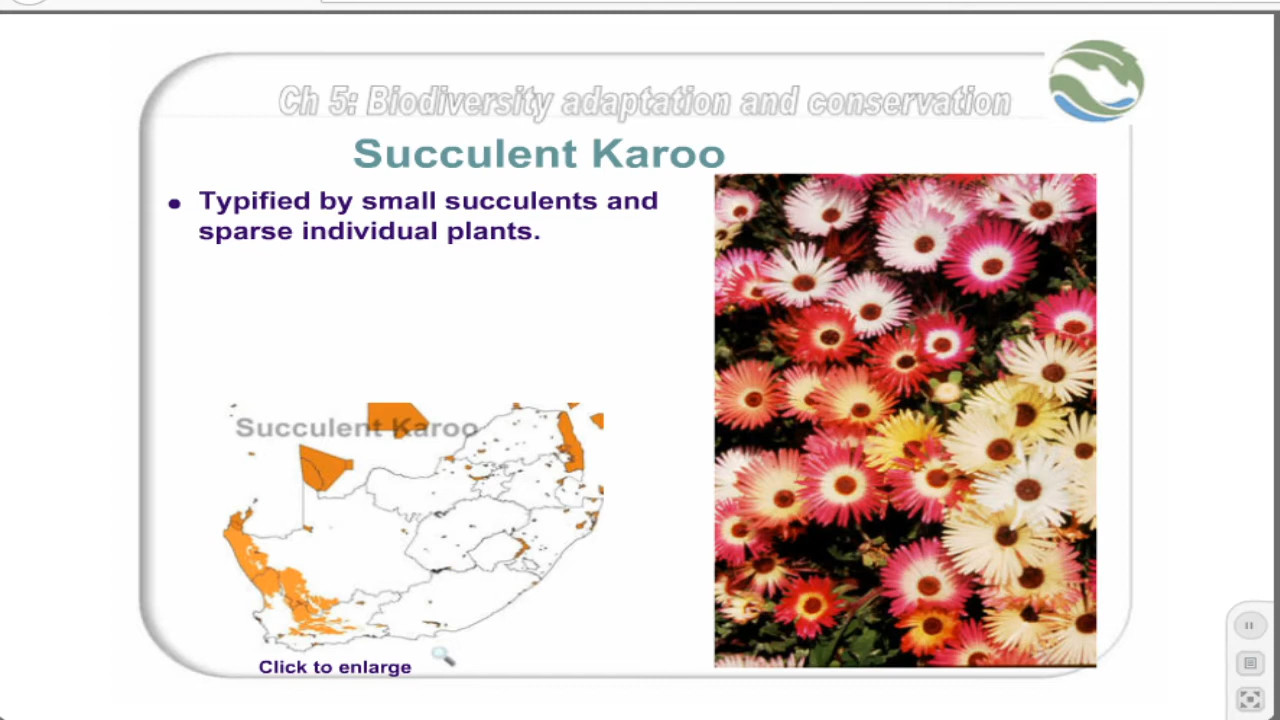 Ch 5: Biodiversity adaptation and conservation
Succulent Karoo
• Typified by small succulents and
sparse individual plants.
Succulent Karoo
Click to enlarge